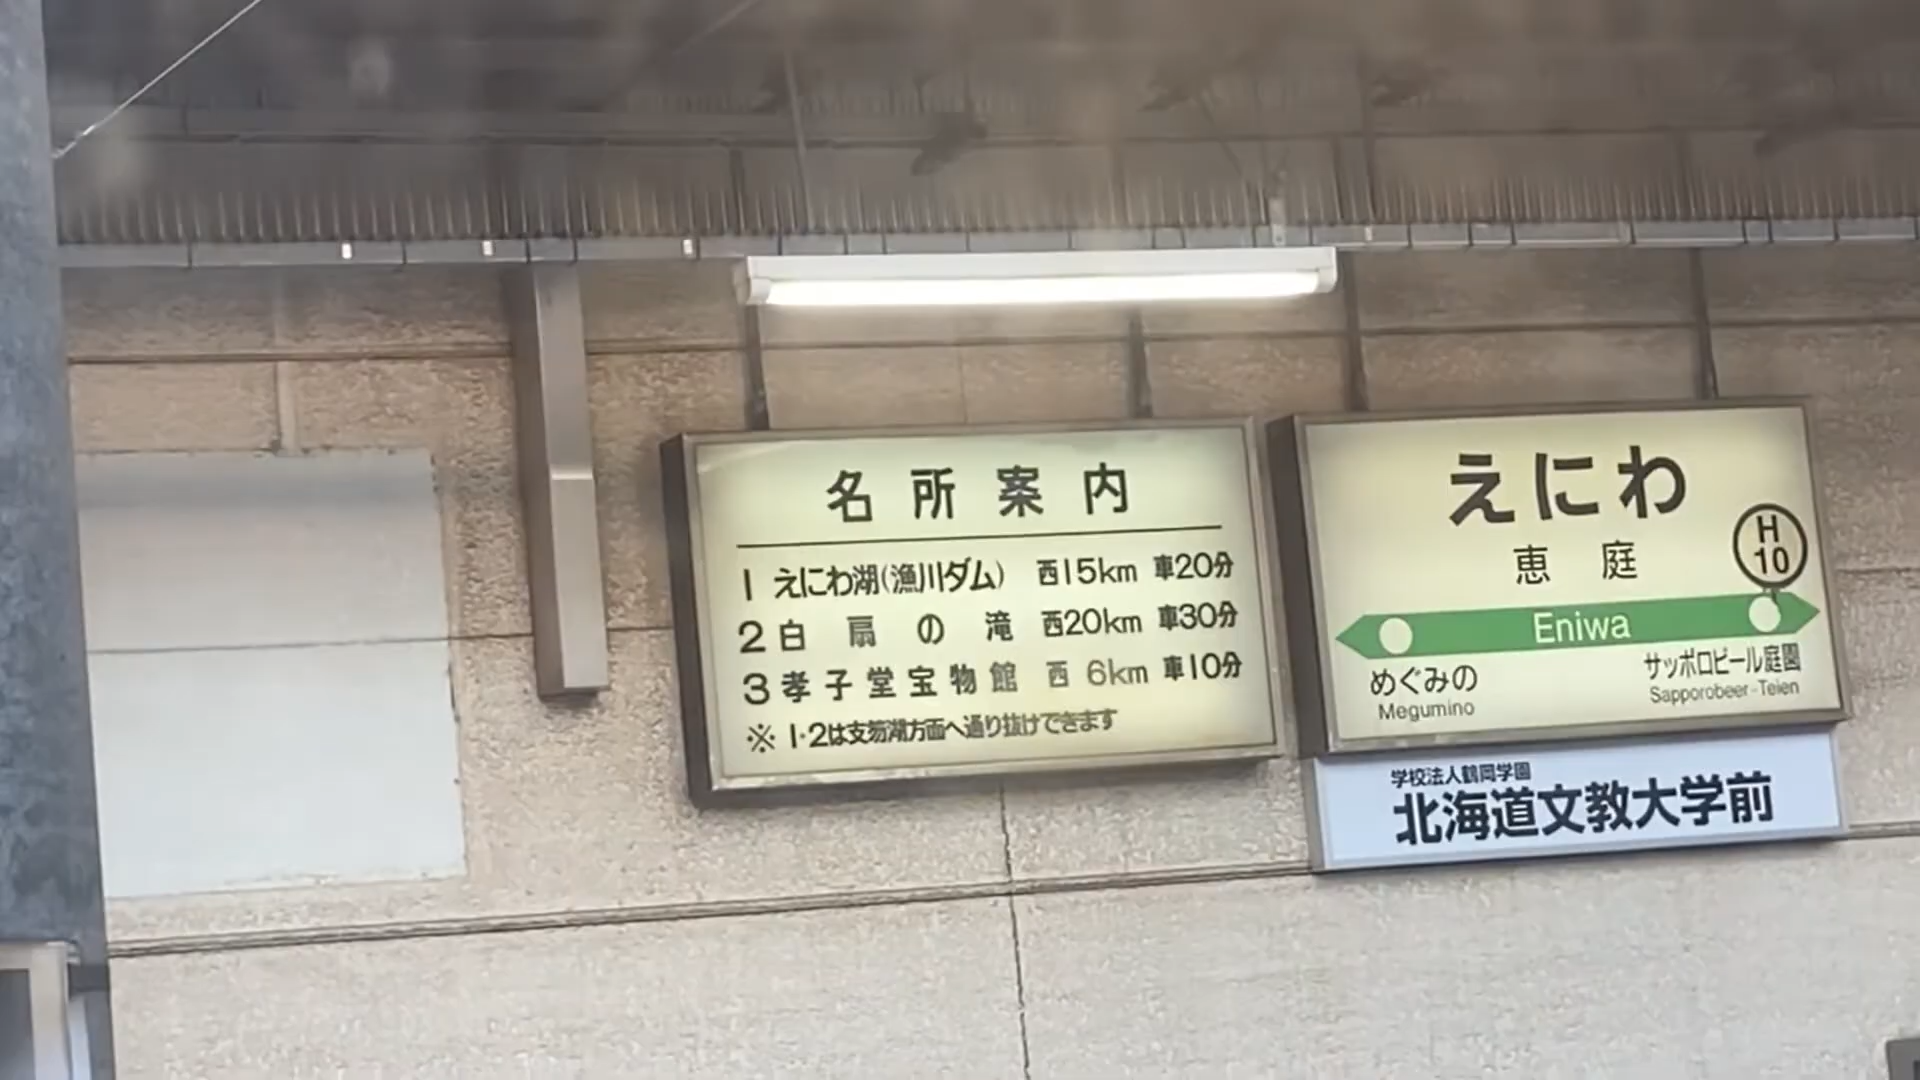 名所案内
1 えにわ湖(漁川ダム) 西15km 車20分
2 白扇の滝 西20km 車30分
3 孝子堂宝物館 西 6km 車10分
※ 1・2は支笏湖方面へ通り抜けできます
えにわ
恵庭
H
10
Eniwa
めぐみの
Megumino
サッポロビール庭園
Sapporobeer-Teien
学校法人鶴岡学園
北海道文教大学前